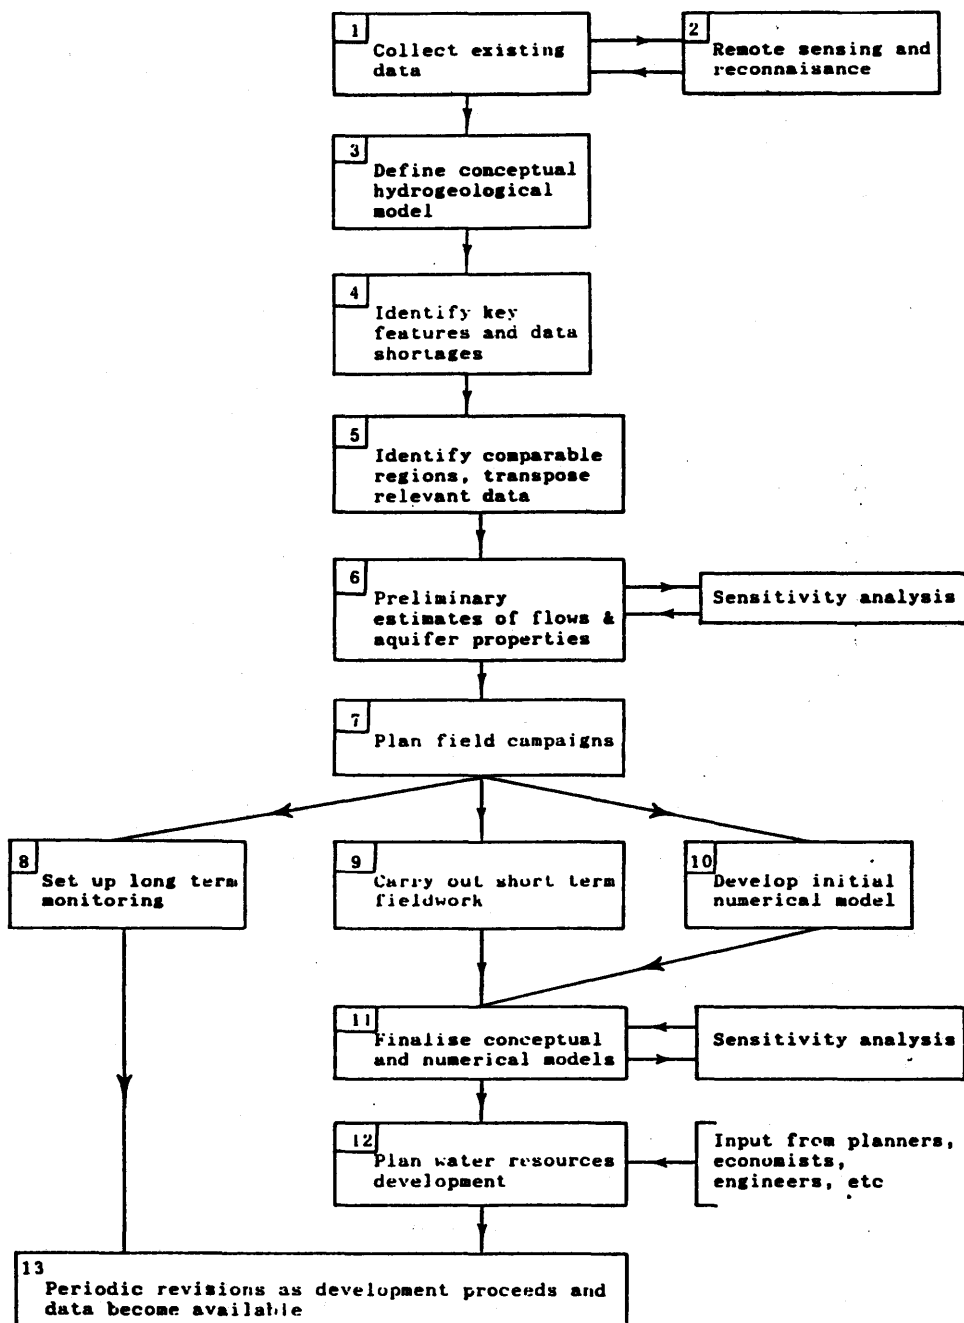 1
Collect existing
data
2
Remote sensing and
reconnaisance
3
Define conceptual
hydrogeological
model
4
Identify key
features and data
shortages
5
Identify comparable
regions, transpose
relevant data
6
Preliminary
estimates of flows &
aquifer properties
Sensitivity analysis
7
Plan field campaigns
8
Set up long term
monitoring
9
Carry out short term
fieldwork
10
Develop initial
numerical model
11
Finalise conceptual
and numerical models
Sensitivity analysis
12
Plan water resources
development
Input from planners,
economists,
engineers, etc
13
Periodic revisions as development proceeds and
data become available